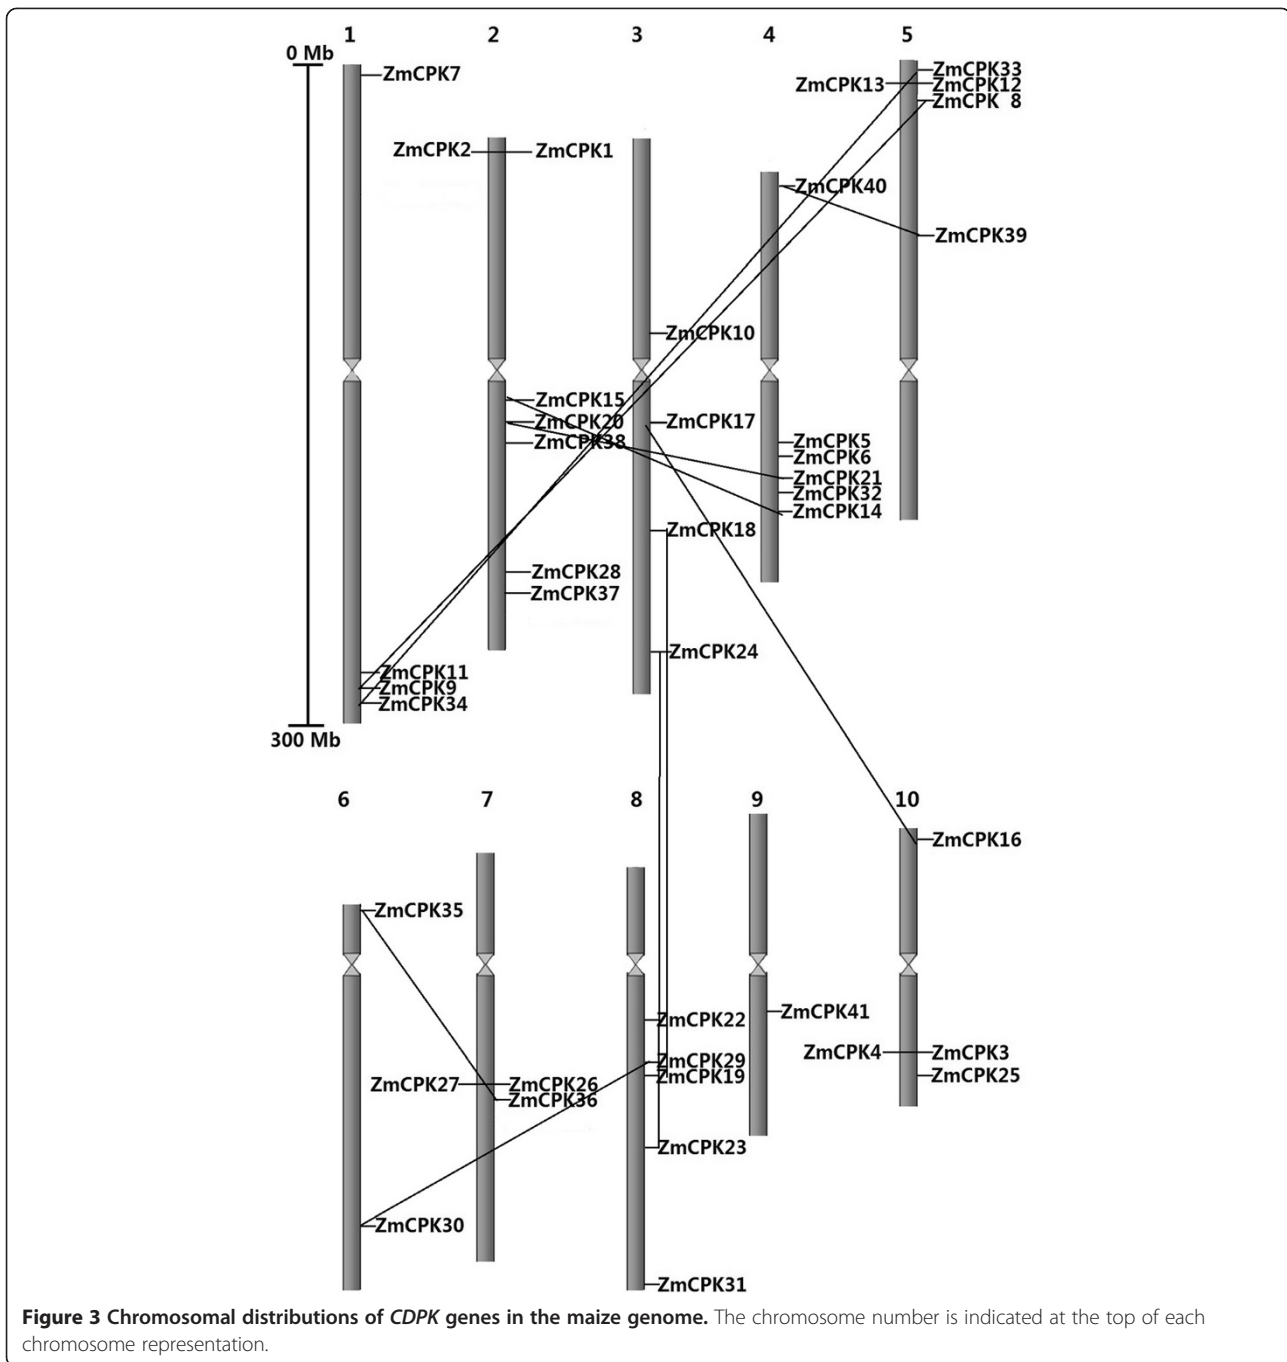 1 2 3 4 5
0 Mb
ZmCPK7
ZmCPK33
ZmCPK13 ZmCPK12
ZmCPK 8
ZmCPK2 ZmCPK1
ZmCPK40
ZmCPK39
ZmCPK10
ZmCPK15
ZmCPK20 ZmCPK17
ZmCPK38 ZmCPK5
ZmCPK6
ZmCPK21
ZmCPK32
ZmCPK14
ZmCPK18
ZmCPK28
ZmCPK37
ZmCPK24
ZmCPK11
ZmCPK9
ZmCPK34
300 Mb
6 7 8 9 10
ZmCPK16
ZmCPK35
ZmCPK22 ZmCPK41
ZmCPK4 ZmCPK3
ZmCPK29
ZmCPK19 ZmCPK25
ZmCPK27 ZmCPK26
ZmCPK36
ZmCPK23
ZmCPK30
ZmCPK31
Figure 3 Chromosomal distributions of CDPK genes in the maize genome. The chromosome number is indicated at the top of each
chromosome representation.